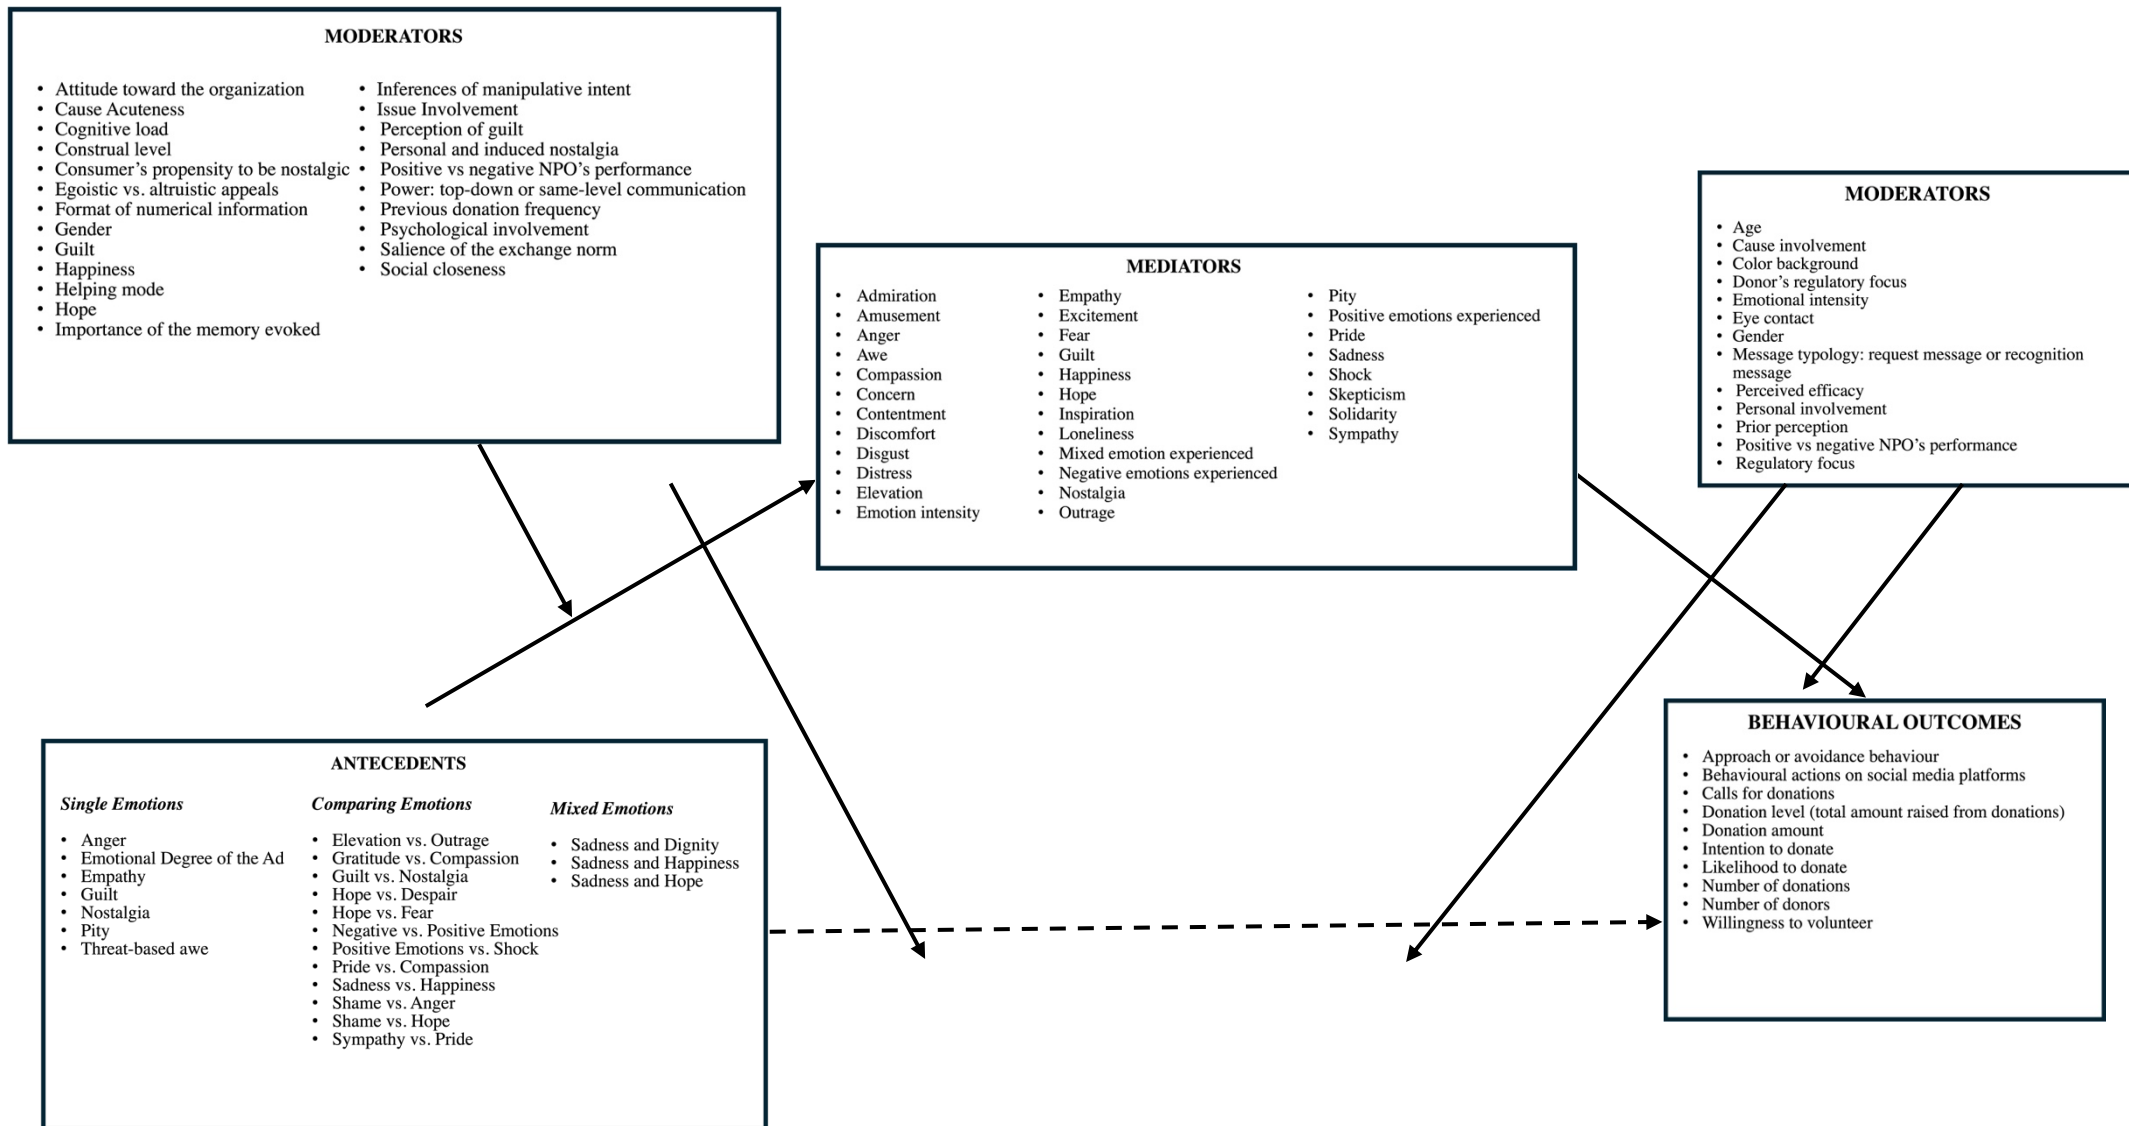 MODERATORS
• Attitude toward the organization
• Cause Acuteness
• Cognitive load
• Construal level
• Consumer’s propensity to be nostalgic
• Egoistic vs. altruistic appeals
• Format of numerical information
• Gender
• Guilt
• Happiness
• Helping mode
• Hope
• Importance of the memory evoked
• Inferences of manipulative intent
• Issue Involvement
• Perception of guilt
• Personal and induced nostalgia
• Positive vs negative NPO’s performance
• Power: top-down or same-level communication
• Previous donation frequency
• Psychological involvement
• Salience of the exchange norm
• Social closeness
MEDIATORS
• Admiration
• Amusement
• Anger
• Awe
• Compassion
• Concern
• Contentment
• Discomfort
• Disgust
• Distress
• Elevation
• Emotion intensity
• Empathy
• Excitement
• Fear
• Guilt
• Happiness
• Hope
• Inspiration
• Loneliness
• Mixed emotion experienced
• Negative emotions experienced
• Nostalgia
• Outrage
• Pity
• Positive emotions experienced
• Pride
• Sadness
• Shock
• Skepticism
• Solidarity
• Sympathy
MODERATORS
• Age
• Cause involvement
• Color background
• Donor’s regulatory focus
• Emotional intensity
• Eye contact
• Gender
• Message typology: request message or recognition
message
• Perceived efficacy
• Personal involvement
• Prior perception
• Positive vs negative NPO’s performance
• Regulatory focus
ANTECEDENTS
Single Emotions
• Anger
• Emotional Degree of the Ad
• Empathy
• Guilt
• Nostalgia
• Pity
• Threat-based awe
Comparing Emotions
• Elevation vs. Outrage
• Gratitude vs. Compassion
• Guilt vs. Nostalgia
• Hope vs. Despair
• Hope vs. Fear
• Negative vs. Positive Emotions
• Positive Emotions vs. Shock
• Pride vs. Compassion
• Sadness vs. Happiness
• Shame vs. Anger
• Shame vs. Hope
• Sympathy vs. Pride
Mixed Emotions
• Sadness and Dignity
• Sadness and Happiness
• Sadness and Hope
BEHAVIOURAL OUTCOMES
• Approach or avoidance behaviour
• Behavioural actions on social media platforms
• Calls for donations
• Donation level (total amount raised from donations)
• Donation amount
• Intention to donate
• Likelihood to donate
• Number of donations
• Number of donors
• Willingness to volunteer